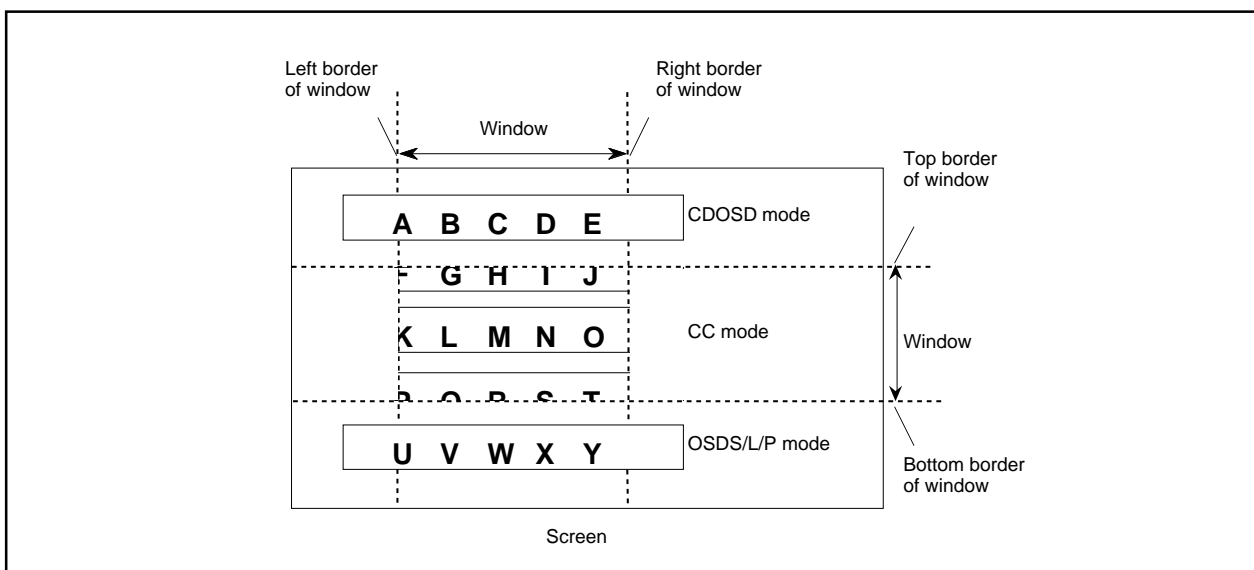 Left border
of window
Right border
of window
Window
Top border
of window
A B C D E
CDOSD mode
G H I J
K L M N O
CC mode
Window
S T
U V W X Y
OSDS/L/P mode
Bottom border
of window
Screen